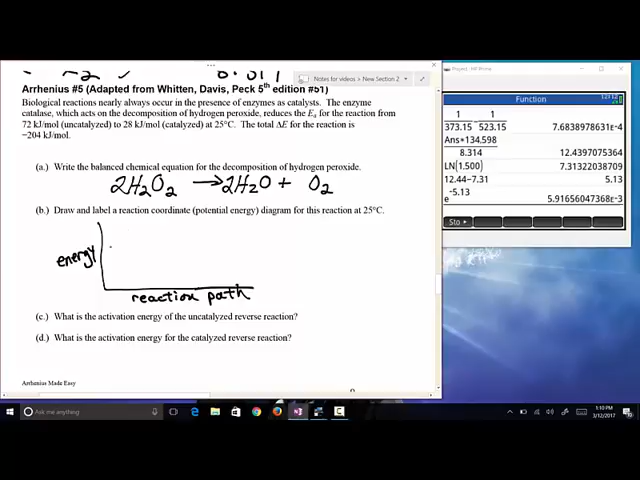 Notes for videos > New Section 2
Arrhenius #5 (Adapted from Whitten, Davis, Peck 5th edition #51)
Biological reactions nearly always occur in the presence of enzymes as catalysts. The enzyme
catalase, which acts on the decomposition of hydrogen peroxide, reduces the Ea for the reaction from
72 kJ/mol (uncatalyzed) to 28 kJ/mol (catalyzed) at 25°C. The total ΔE for the reaction is
−204 kJ/mol.
(a.) Write the balanced chemical equation for the decomposition of hydrogen peroxide.
2H₂O₂ → 2H₂O + O₂
(b.) Draw and label a reaction coordinate (potential energy) diagram for this reaction at 25°C.
energy
reaction path
(c.) What is the activation energy of the uncatalyzed reverse reaction?
(d.) What is the activation energy for the catalyzed reverse reaction?
Arrhenius Made Easy
Function
1 1
373.15 − 523.15
7.6838978631E-4
Ans*134.598
8.314
12.4397075364
LN(1.500)
7.31322038709
12.44-7.31
5.13
e -5.13
5.91656047368E-3
Sto ▸
Ask me anything
1:10 PM
3/12/2017